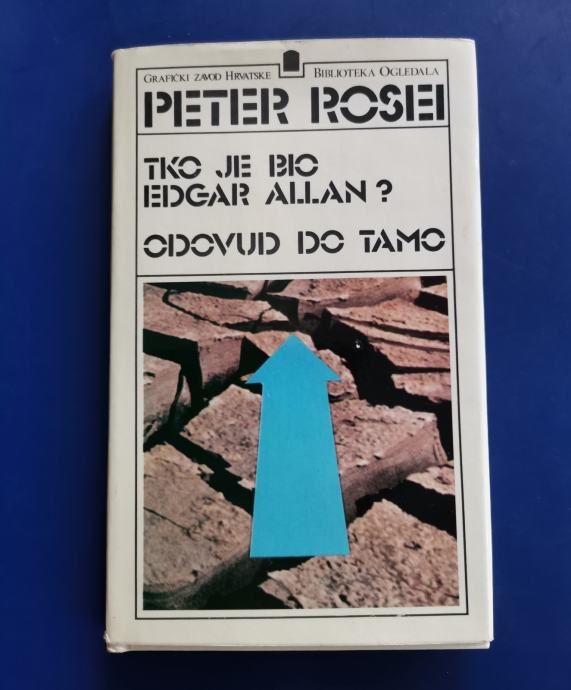 GRAFIČKI ZAVOD HRVATSKE BIBLIOTEKA OGLEDALA
PETER ROSEI
TKO JE BIO
EDGAR ALLAN?
ODOVUD DO TAMO